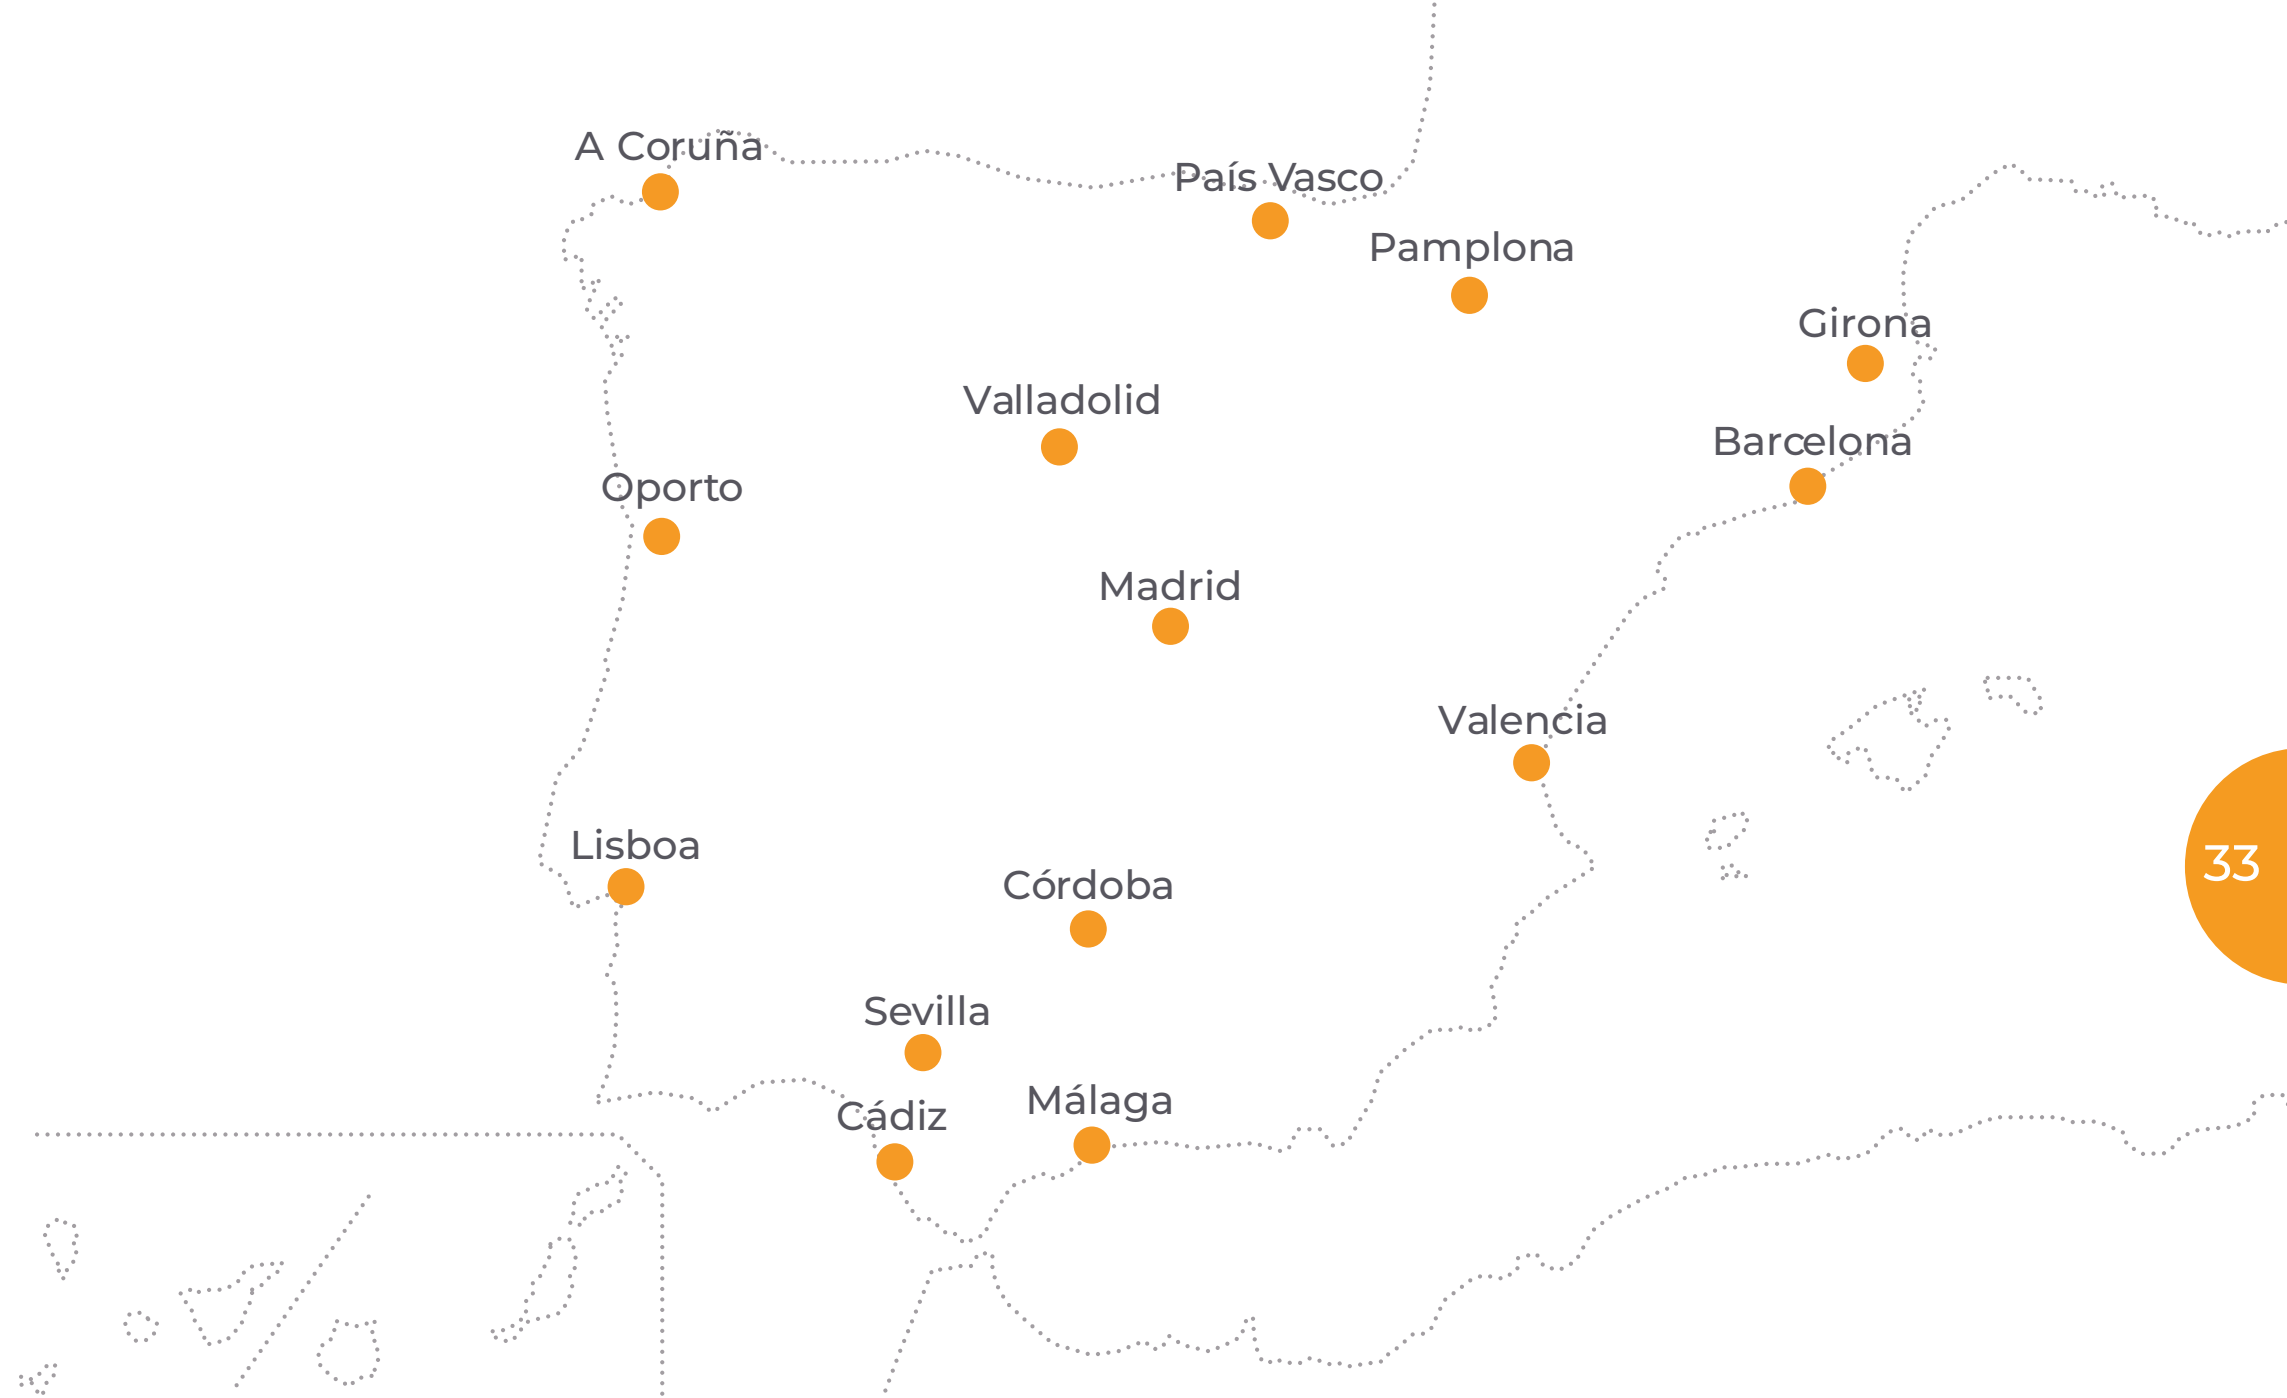 A Coruña
País Vasco
Pamplona
Girona
Valladolid
Barcelona
Oporto
Madrid
Valencia
Lisboa
33
Córdoba
Sevilla
Málaga
Cádiz